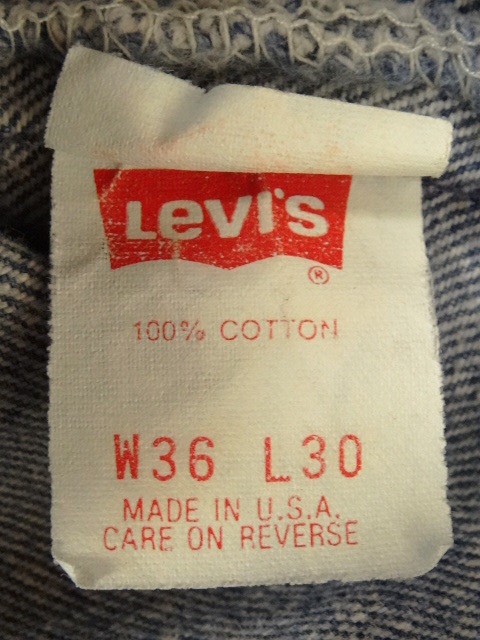 Levi's
®
100% COTTON
W36 L30
MADE IN U.S.A.
CARE ON REVERSE